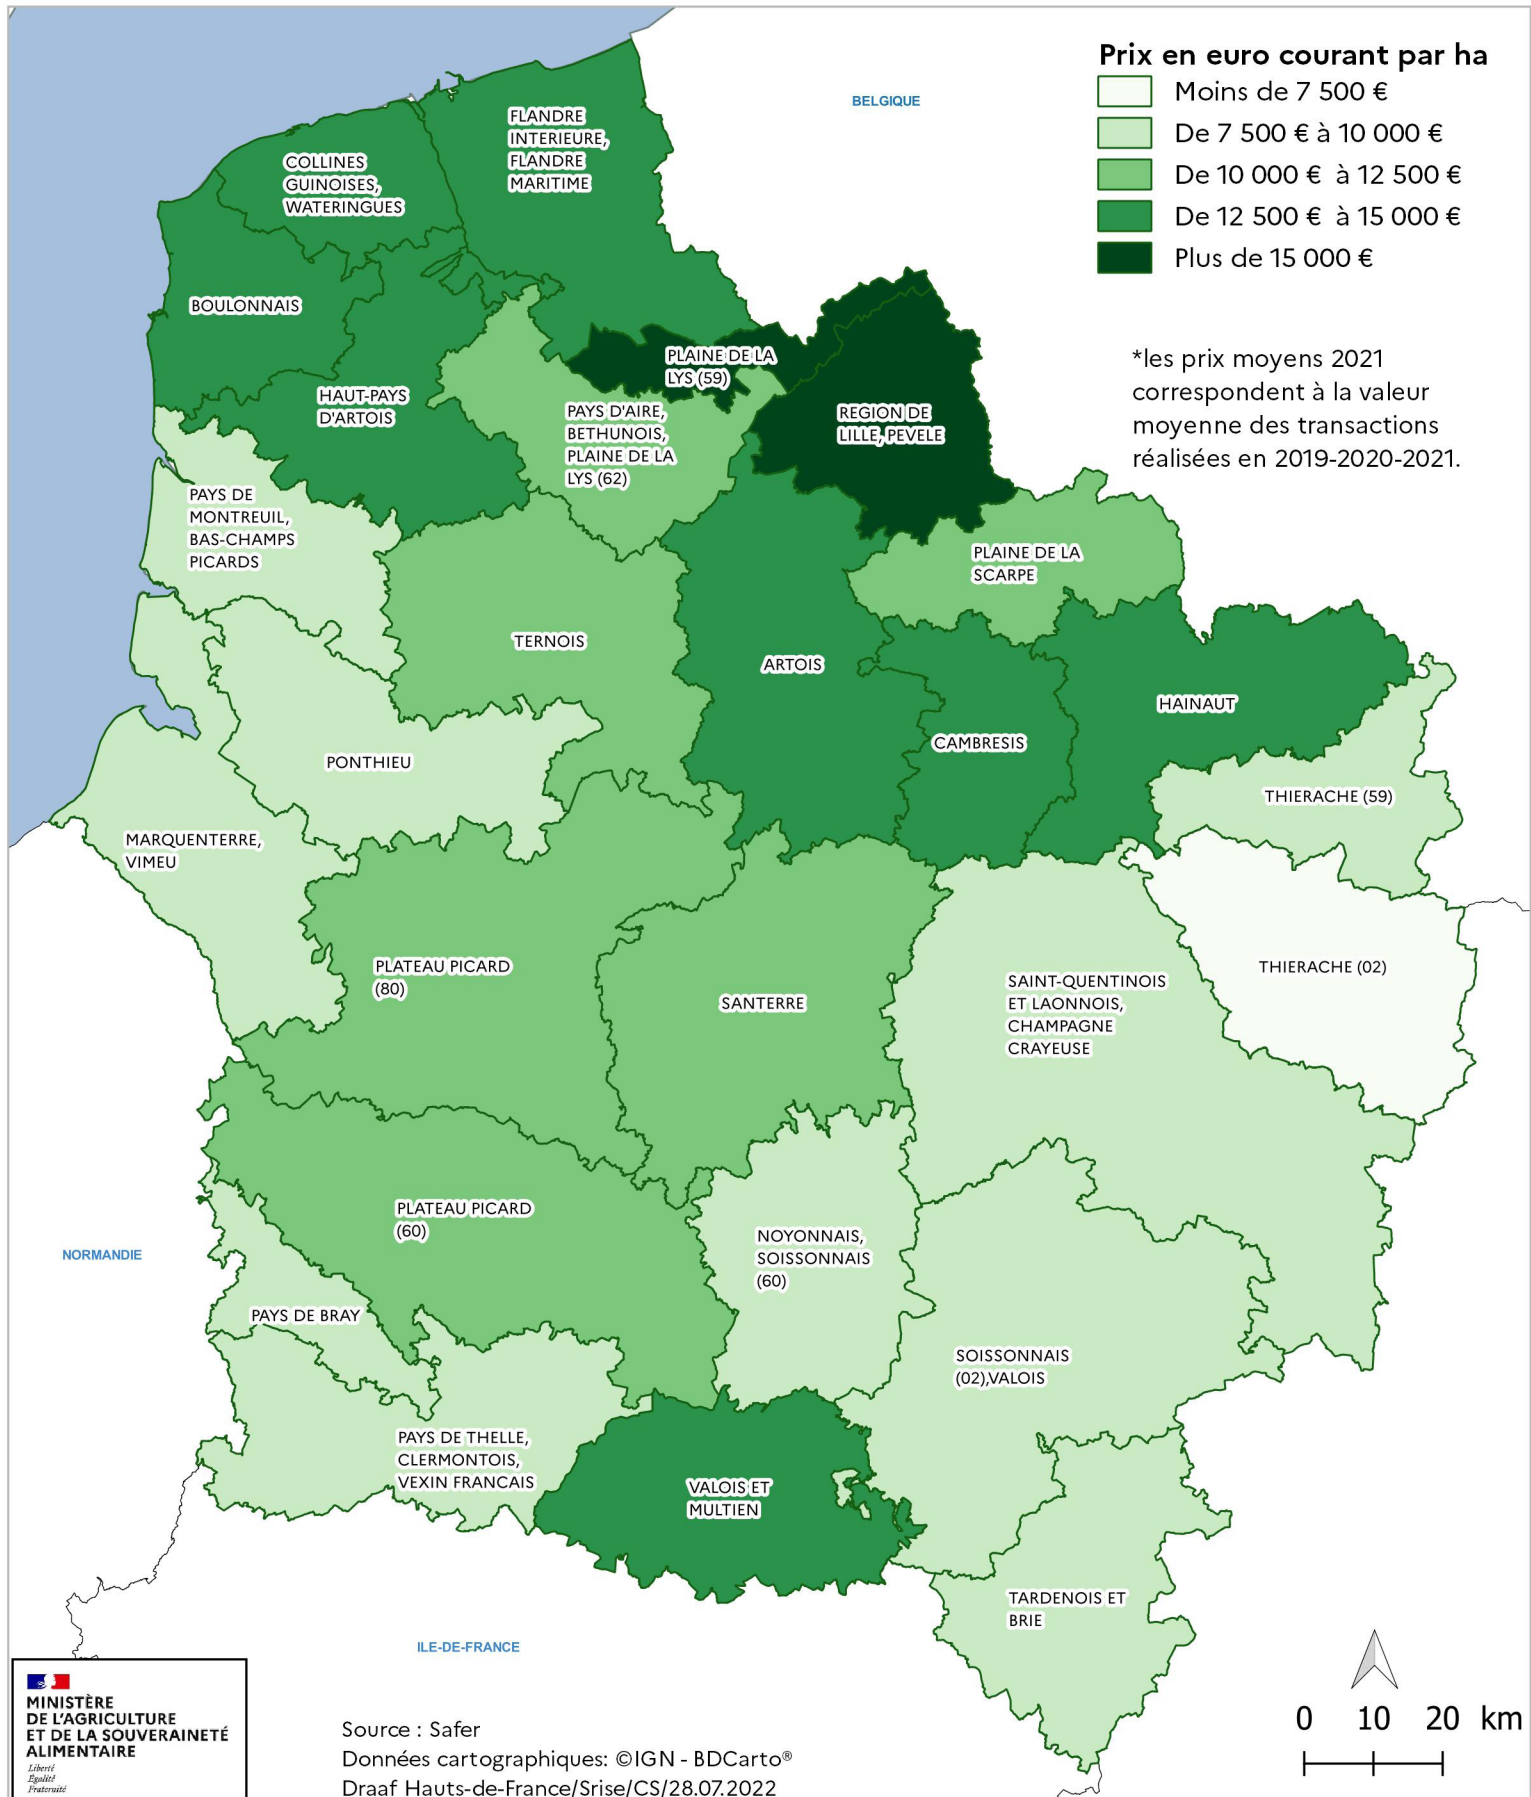 Prix en euro courant par ha
Moins de 7 500 €
De 7 500 € à 10 000 €
De 10 000 € à 12 500 €
De 12 500 € à 15 000 €
Plus de 15 000 €
*les prix moyens 2021
correspondent à la valeur
moyenne des transactions
réalisées en 2019-2020-2021.
BELGIQUE
FLANDRE
INTERIEURE,
FLANDRE
MARITIME
COLLINES
GUINOISES,
WATERINGUES
BOULONNAIS
HAUT-PAYS
D'ARTOIS
PLAINE DE LA
LYS (59)
PAYS D'AIRE,
BETHUNOIS,
PLAINE DE LA
LYS (62)
REGION DE
LILLE, PEVELE
PAYS DE
MONTREUIL,
BAS-CHAMPS
PICARDS
PLAINE DE LA
SCARPE
TERNOIS
ARTOIS
HAINAUT
CAMBRESIS
PONTHIEU
THIERACHE (59)
MARQUENTERRE,
VIMEU
PLATEAU PICARD
(80)
SANTERRE
SAINT-QUENTINOIS
ET LAONNOIS,
CHAMPAGNE
CRAYEUSE
THIERACHE (02)
PLATEAU PICARD
(60)
NOYONNAIS,
SOISSONNAIS
(60)
NORMANDIE
PAYS DE BRAY
SOISSONNAIS
(02),VALOIS
PAYS DE THELLE,
CLERMONTOIS,
VEXIN FRANCAIS
VALOIS ET
MULTIEN
TARDENOIS ET
BRIE
ILE-DE-FRANCE
MINISTÈRE
DE L'AGRICULTURE
ET DE LA SOUVERAINETÉ
ALIMENTAIRE
Liberté
Égalité
Fraternité
Source : Safer
Données cartographiques: ©IGN - BDCarto®
Draaf Hauts-de-France/Srise/CS/28.07.2022
0 10 20 km